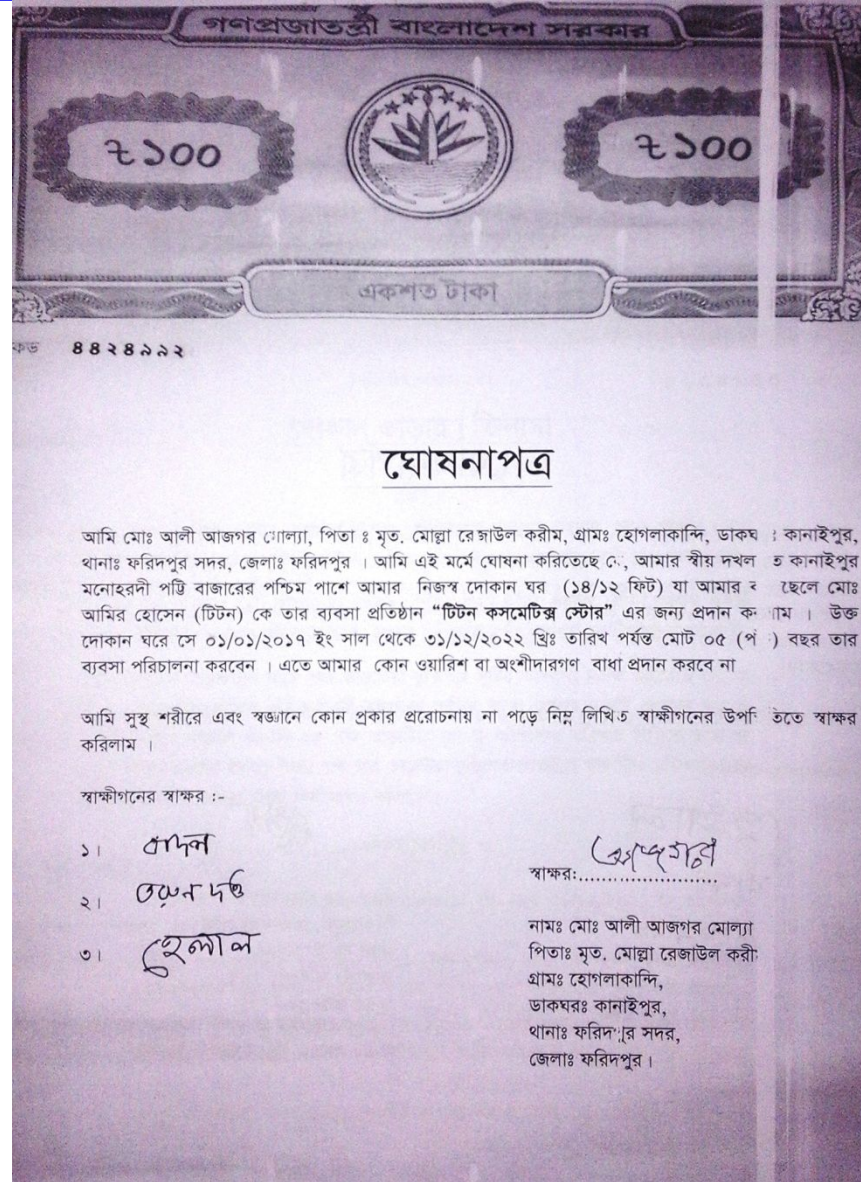 গণপ্রজাতন্ত্রী বাংলাদেশ সরকার
৳১০০ ৳১০০
একশত টাকা
কড ৪৪২৪৯৯২
ঘোষনাপত্র
আমি মোঃ আলী আজগর মোল্যা, পিতা ঃ মৃত. মোল্লা রেজাউল করীম, গ্রামঃ হোগলাকান্দি, ডাকঘ ঃ কানাইপুর,
থানাঃ ফরিদপুর সদর, জেলাঃ ফরিদপুর । আমি এই মর্মে ঘোষনা করিতেছে আমার স্বীয় দখল ত কানাইপুর
মনোহরদী পট্টি বাজারের পশ্চিম পাশে আমার নিজস্ব দোকান ঘর (১৪/১২ ফিট) যা আমার ছেলে মোঃ
আমির হোসেন (টিটন) কে তার ব্যবসা প্রতিষ্ঠান “টিটন কসমেটিক্স স্টোর” এর জন্য প্রদান ক াম । উক্ত
দোকান ঘরে সে ০১/০১/২০১৭ ইং সাল থেকে ৩১/১২/২০২২ খ্রিঃ তারিখ পর্যন্ত মোট ০৫ (পঁ ) বছর তার
ব্যবসা পরিচালনা করবেন । এতে আমার কোন ওয়ারিশ বা অংশীদারগণ বাধা প্রদান করবে না
আমি সুস্থ শরীরে এবং স্বজ্ঞানে কোন প্রকার প্ররোচনায় না পড়ে নিম্ন লিখিত স্বাক্ষীগনের উপ িতে স্বাক্ষর
করিলাম ।
স্বাক্ষীগনের স্বাক্ষর :-
১। বাদল
২। তরুন দত্ত
৩। হেলাল
স্বাক্ষর:........................ আজগর
নামঃ মোঃ আলী আজগর মোল্যা
পিতাঃ মৃত. মোল্লা রেজাউল করী
গ্রামঃ হোগলাকান্দি,
ডাকঘরঃ কানাইপুর,
থানাঃ ফরিদপুর সদর,
জেলাঃ ফরিদপুর ।